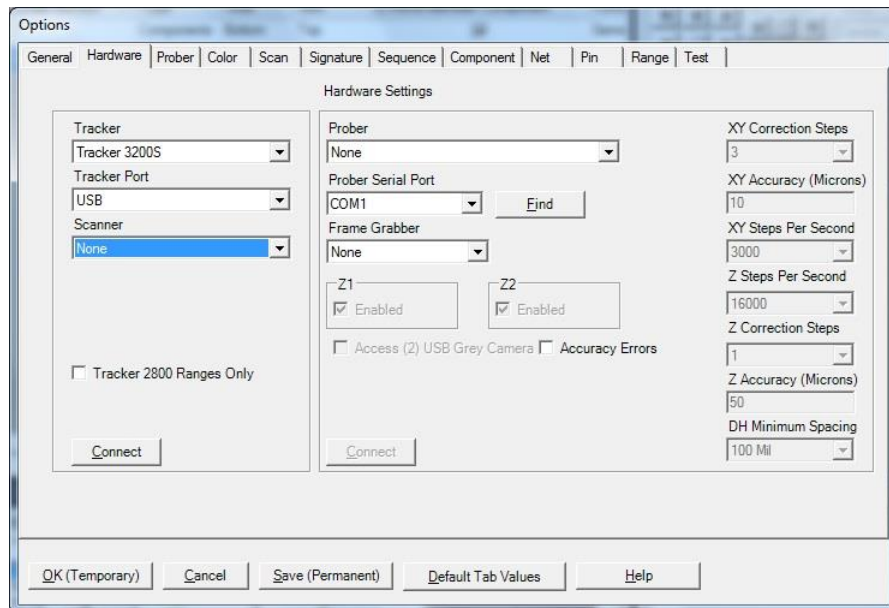 Options
General
Hardware
Prober
Color
Scan
Signature
Sequence
Component
Net
Pin
Range
Test
Hardware Settings
Tracker
Tracker 3200S
Tracker Port
USB
Scanner
None
Tracker 2800 Ranges Only
Connect
Prober
None
Prober Serial Port
COM1
Find
Frame Grabber
None
Z1
Enabled
Z2
Enabled
Access (2) USB Grey Camera
Accuracy Errors
Connect
XY Correction Steps
3
XY Accuracy (Microns)
10
XY Steps Per Second
3000
Z Steps Per Second
16000
Z Correction Steps
1
Z Accuracy (Microns)
50
DH Minimum Spacing
100 Mil
OK (Temporary)
Cancel
Save (Permanent)
Default Tab Values
Help